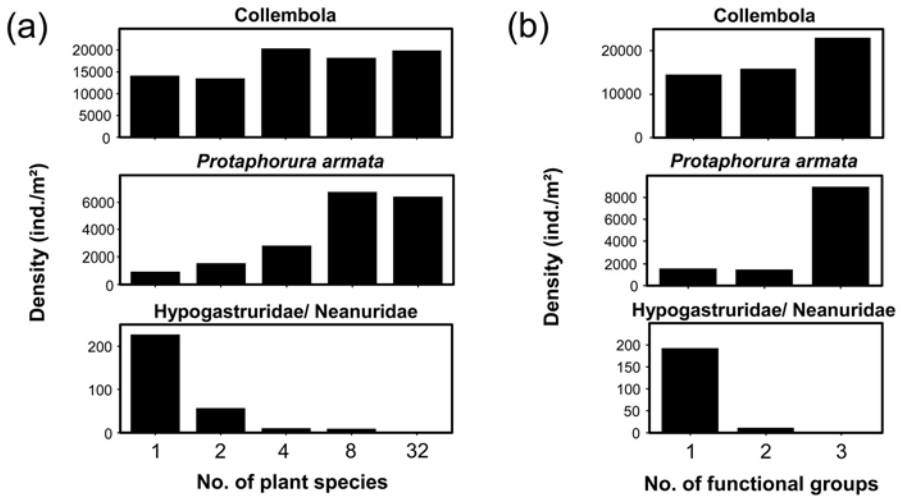 (a)
Collembola
20000
15000
10000
5000
0
Protaphorura armata
6000
4000
2000
0
Hypogastruridae/ Neanuridae
200
100
0
1 2 4 8 32
No. of plant species
Density (ind./m²)
(b)
Collembola
20000
10000
0
Protaphorura armata
8000
6000
4000
2000
0
Hypogastruridae/ Neanuridae
200
150
100
50
0
1 2 3
No. of functional groups
Density (ind./m²)